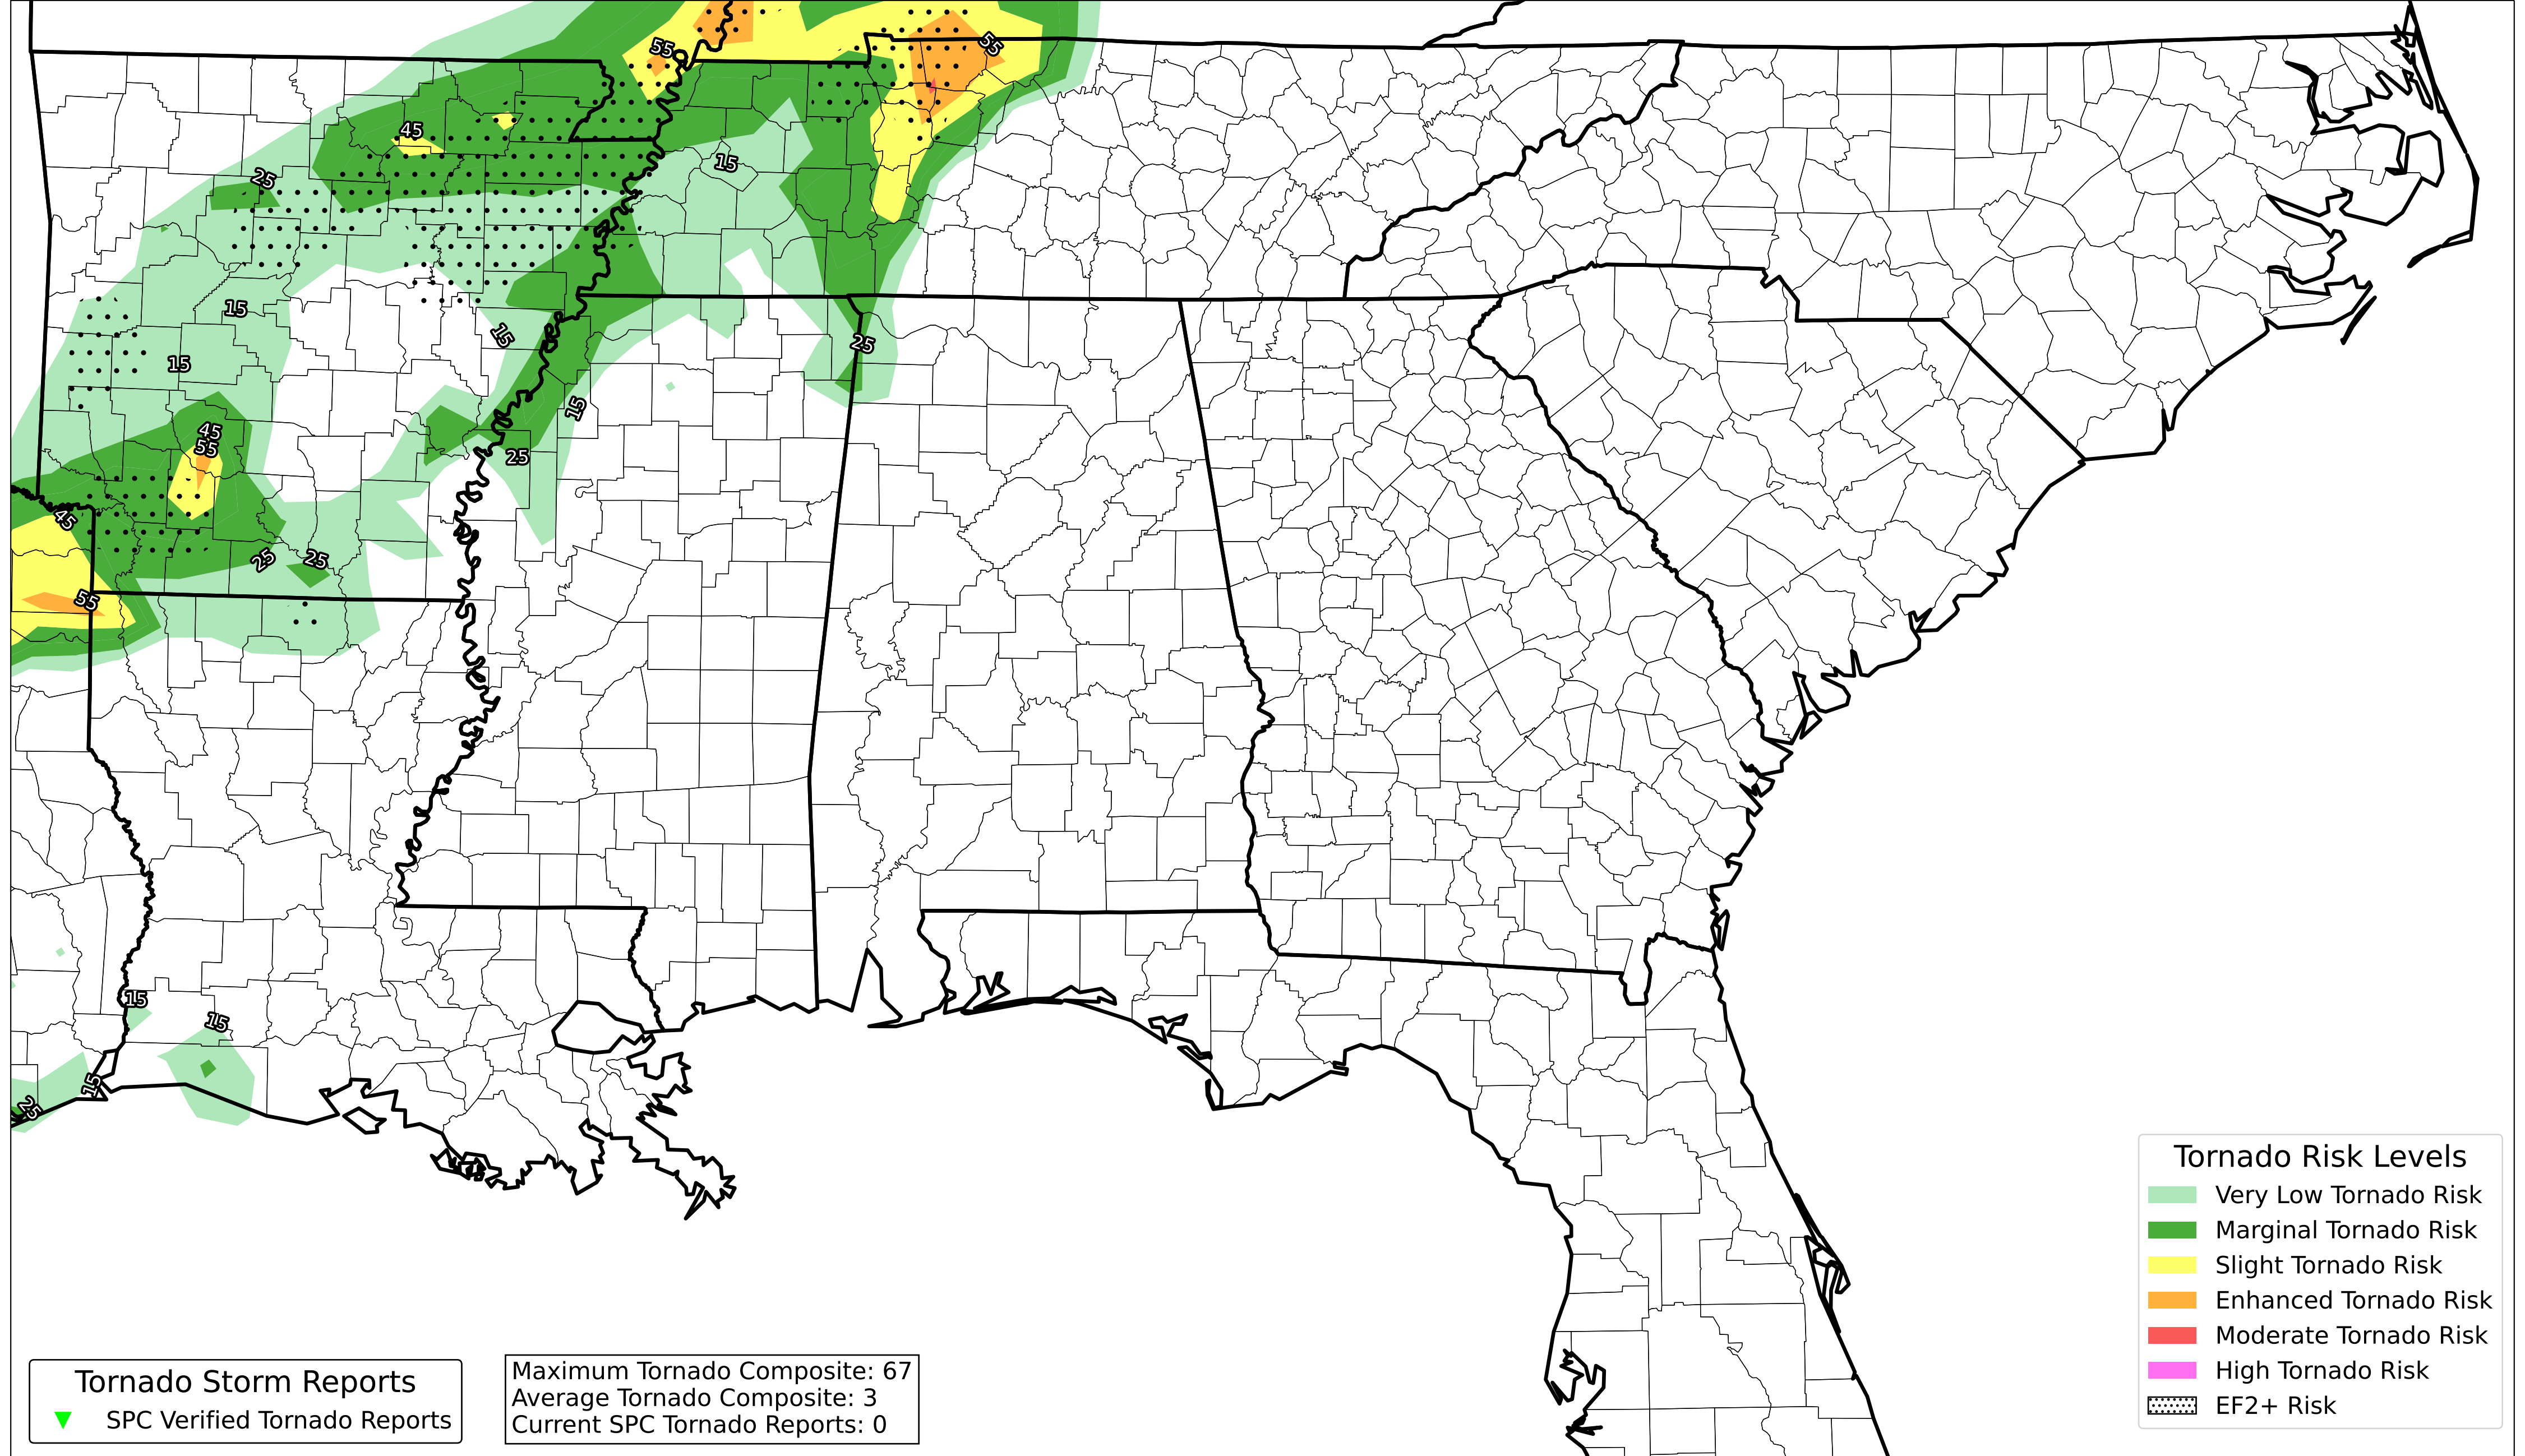 55
55
45
15
25
15
15
25
15
15
45
55
25
45
25
25
55
15
15
15
25
Tornado Risk Levels
Very Low Tornado Risk
Marginal Tornado Risk
Slight Tornado Risk
Enhanced Tornado Risk
Moderate Tornado Risk
High Tornado Risk
EF2+ Risk
Tornado Storm Reports
SPC Verified Tornado Reports
Maximum Tornado Composite: 67
Average Tornado Composite: 3
Current SPC Tornado Reports: 0